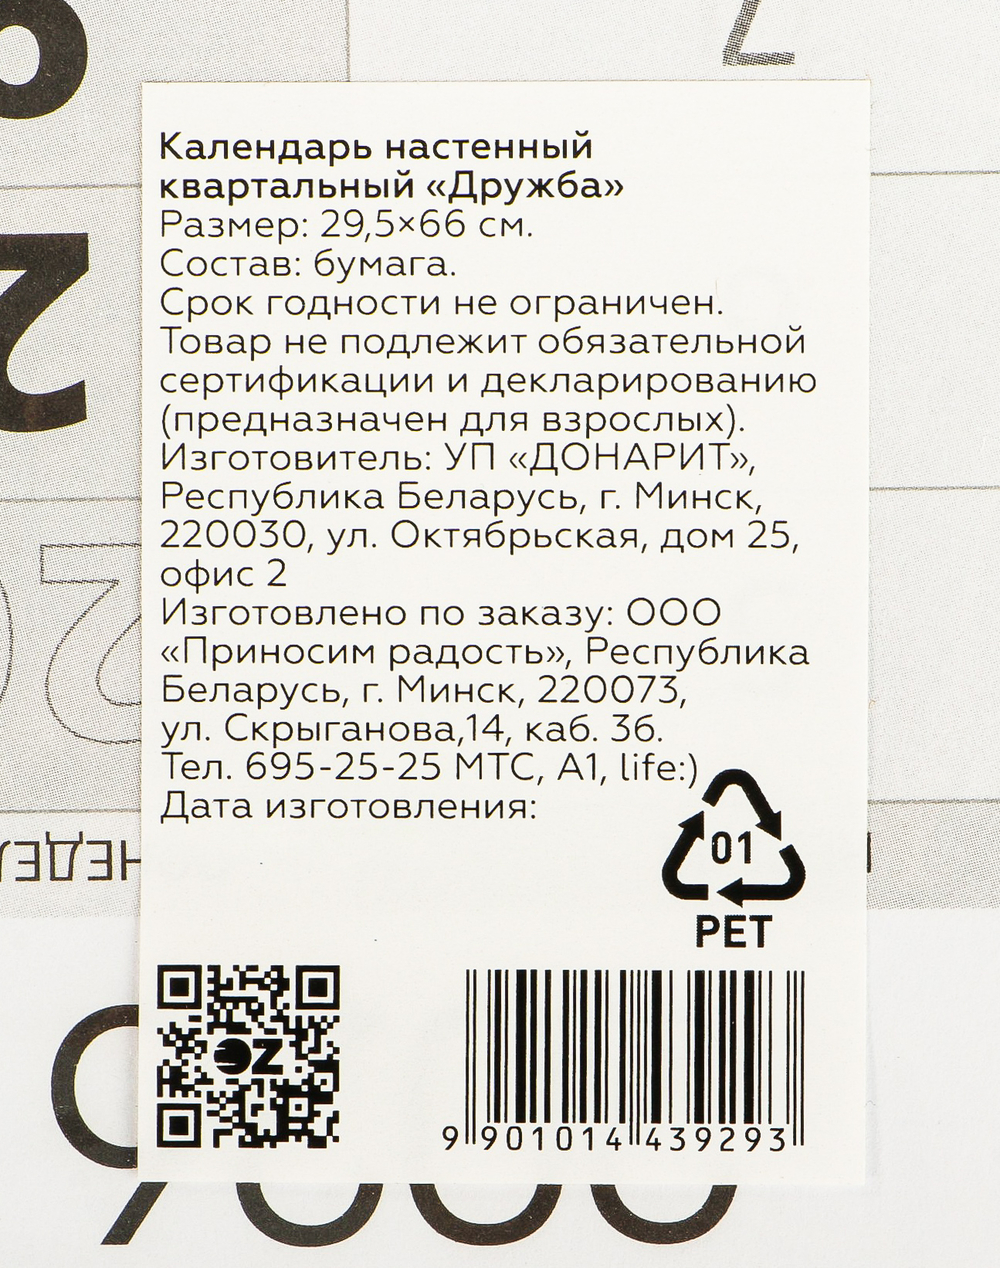 Календарь настенный
квартальный «Дружба»
Размер: 29,5×66 см.
Состав: бумага.
Срок годности не ограничен.
Товар не подлежит обязательной
сертификации и декларированию
(предназначен для взрослых).
Изготовитель: УП «ДОНАРИТ»,
Республика Беларусь, г. Минск,
220030, ул. Октябрьская, дом 25,
офис 2
Изготовлено по заказу: ООО
«Приносим радость», Республика
Беларусь, г. Минск, 220073,
ул. Скрыганова,14, каб. 3б.
Тел. 695-25-25 МТС, А1, life:)
Дата изготовления:
01
PET
OZ
9 901014 439293